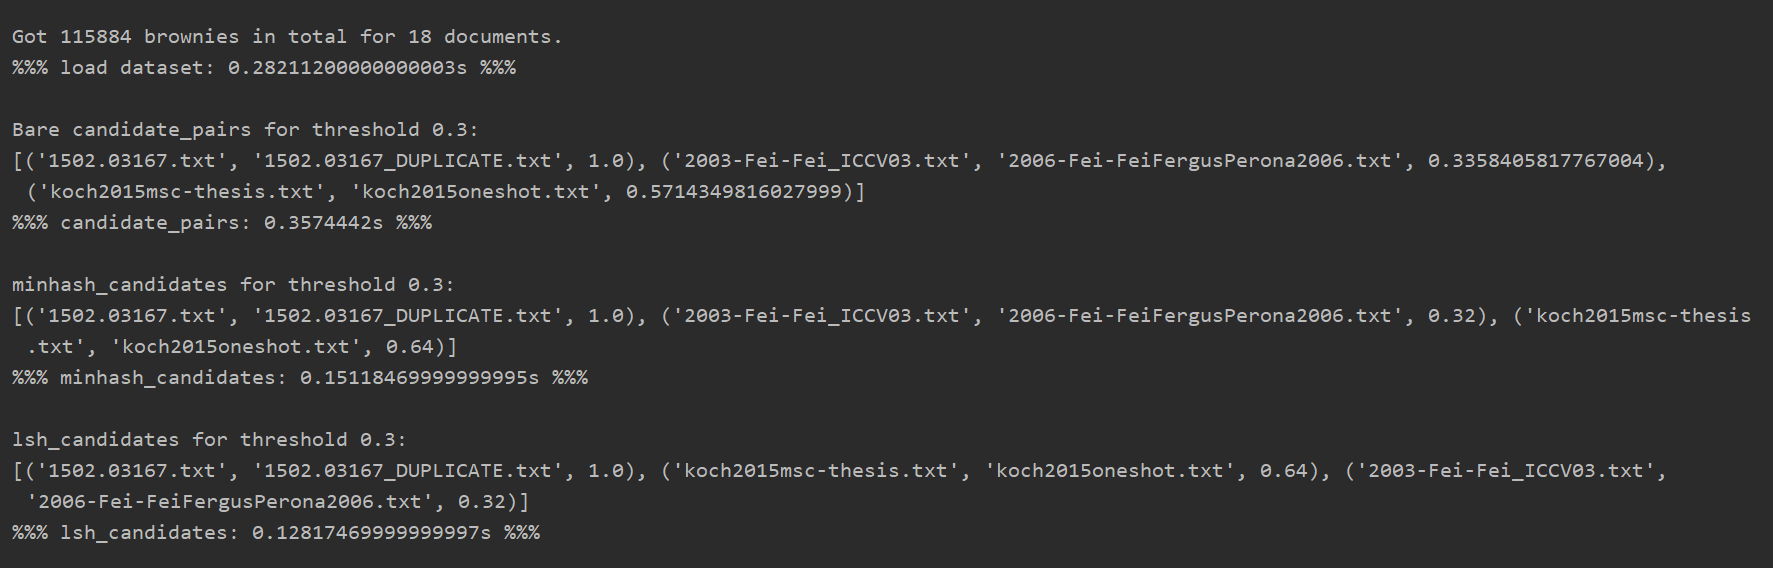 Got 115884 brownies in total for 18 documents.
%%% load dataset: 0.28211200000000003s %%%
Bare candidate_pairs for threshold 0.3:
[('1502.03167.txt', '1502.03167_DUPLICATE.txt', 1.0), ('2003-Fei-Fei_ICCV03.txt', '2006-Fei-FeiFergusPerona2006.txt', 0.3358405817767004),
('koch2015msc-thesis.txt', 'koch2015oneshot.txt', 0.5714349816027999)]
%%% candidate_pairs: 0.3574442s %%%
minhash_candidates for threshold 0.3:
[('1502.03167.txt', '1502.03167_DUPLICATE.txt', 1.0), ('2003-Fei-Fei_ICCV03.txt', '2006-Fei-FeiFergusPerona2006.txt', 0.32), ('koch2015msc-thesis
.txt', 'koch2015oneshot.txt', 0.64)]
%%% minhash_candidates: 0.15118469999999995s %%%
lsh_candidates for threshold 0.3:
[('1502.03167.txt', '1502.03167_DUPLICATE.txt', 1.0), ('koch2015msc-thesis.txt', 'koch2015oneshot.txt', 0.64), ('2003-Fei-Fei_ICCV03.txt',
'2006-Fei-FeiFergusPerona2006.txt', 0.32)]
%%% lsh_candidates: 0.12817469999999997s %%%